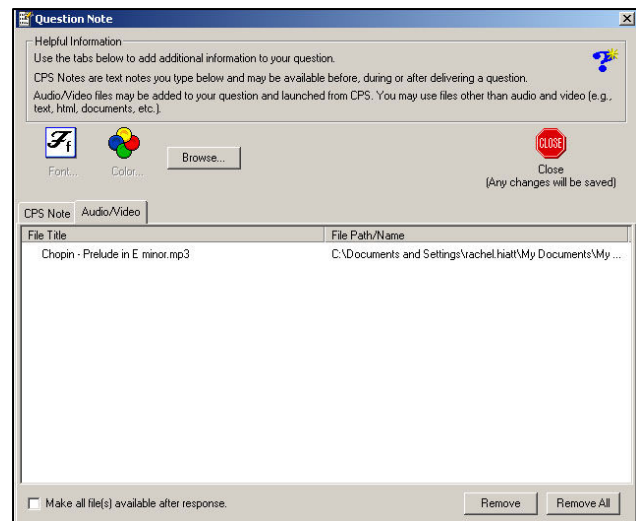 Question Note
Helpful Information
Use the tabs below to add additional information to your question.
CPS Notes are text notes you type below and may be available before, during or after delivering a question.
Audio/Video files may be added to your question and launched from CPS. You may use files other than audio and video (e.g.,
text, html, documents, etc.).
Font... Color... Browse... CLOSE
Close
(Any changes will be saved)
CPS Note Audio/Video
File Title File Path/Name
Chopin - Prelude in E minor.mp3 C:\Documents and Settings\rachel.hiatt\My Documents\My ...
Make all file(s) available after response. Remove Remove All